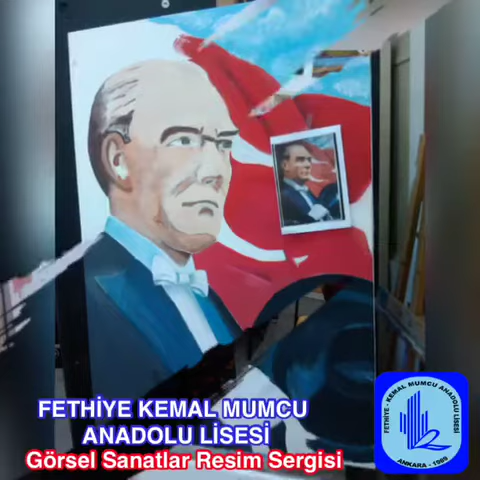 FETHİYE KEMAL MUMCU
ANADOLU LİSESİ
Görsel Sanatlar Resim Sergisi
FETHİYE - KEMAL MUMCU ANADOLU LİSESİ
ANKARA - 1999